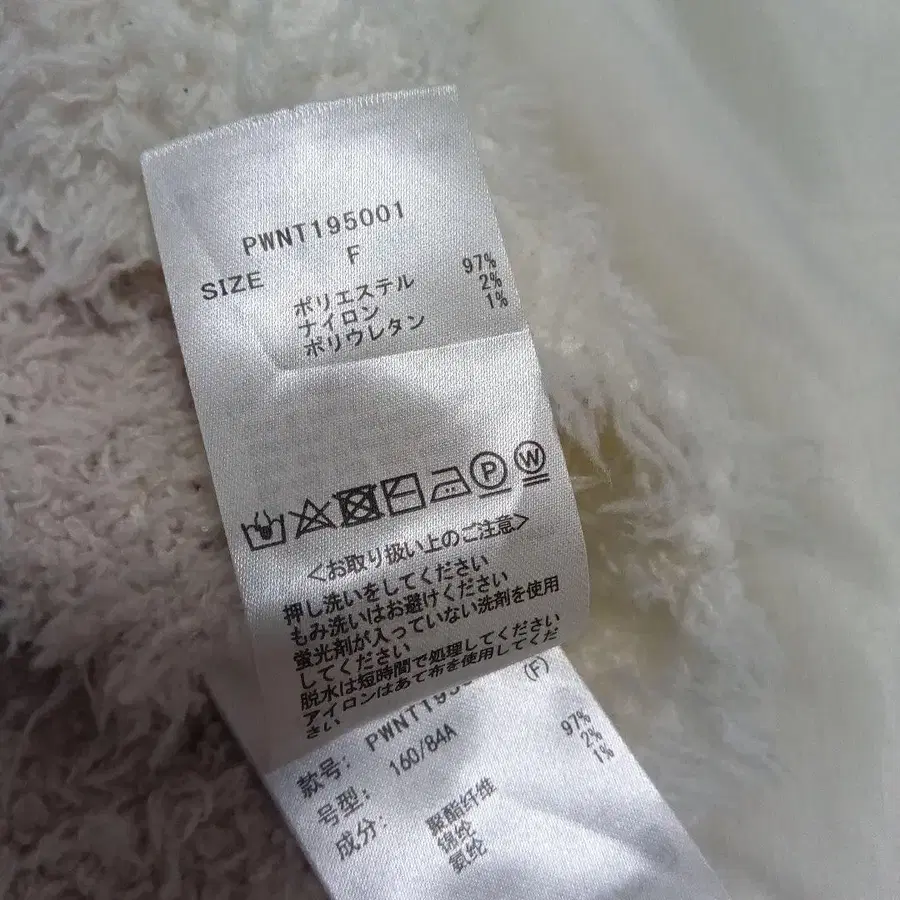 PWNT195001
SIZE F
ポリエステル 97%
ナイロン 2%
ポリウレタン 1%
P W
<お取り扱い上のご注意>
押し洗いをしてください
もみ洗いはお避けください
蛍光剤が入っていない洗剤を使用
してください
脱水は短時間で処理してください
アイロンはあて布を使用してくだ
さい
款号: (F)
号型: 160/84A
成分: 聚酯纤维 97%
锦纶 2%
氨纶 1%